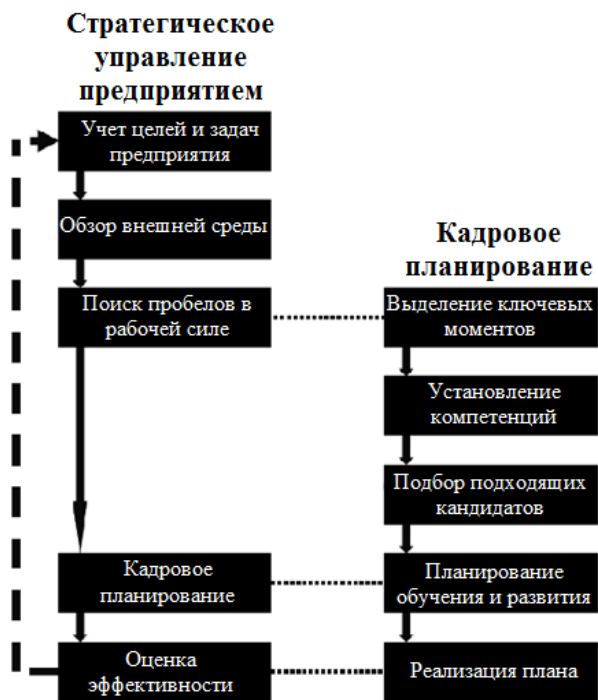 Стратегическое
управление
предприятием
Учет целей и задач
предприятия
Обзор внешней среды
Поиск пробелов в
рабочей силе
Кадровое
планирование
Оценка
эффективности
Кадровое
планирование
Выделение ключевых
моментов
Установление
компетенций
Подбор подходящих
кандидатов
Планирование
обучения и развития
Реализация плана